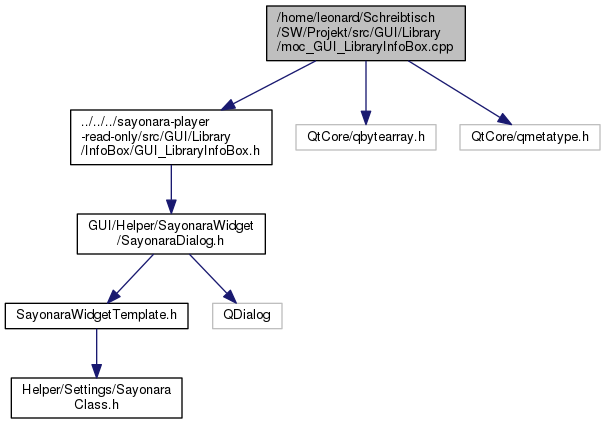 /home/leonard/Schreibtisch
/SW/Projekt/src/GUI/Library
/moc_GUI_LibraryInfoBox.cpp
../../../sayonara-player
-read-only/src/GUI/Library
/InfoBox/GUI_LibraryInfoBox.h
QtCore/qbytearray.h
QtCore/qmetatype.h
GUI/Helper/SayonaraWidget
/SayonaraDialog.h
SayonaraWidgetTemplate.h
QDialog
Helper/Settings/Sayonara
Class.h